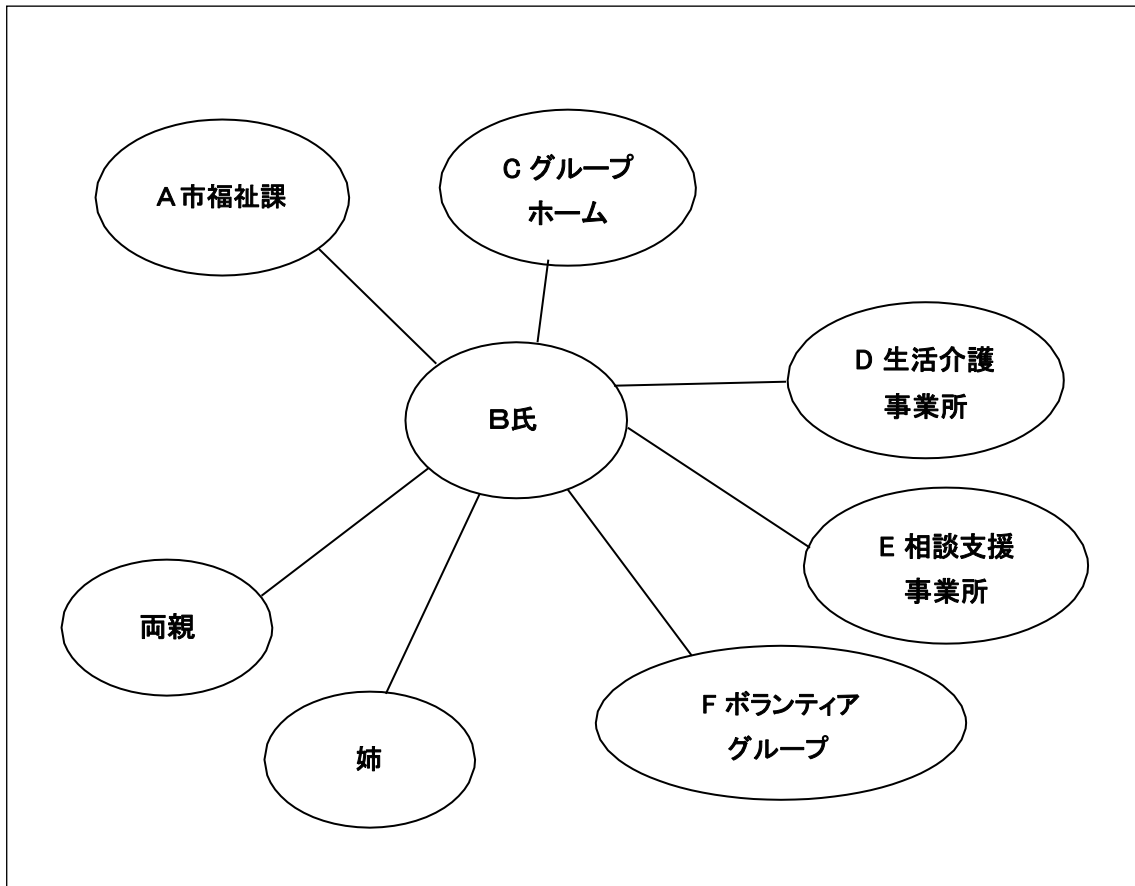 A市福祉課
C グループ
ホーム
D 生活介護
事業所
B氏
E 相談支援
事業所
両親
F ボランティア
グループ
姉